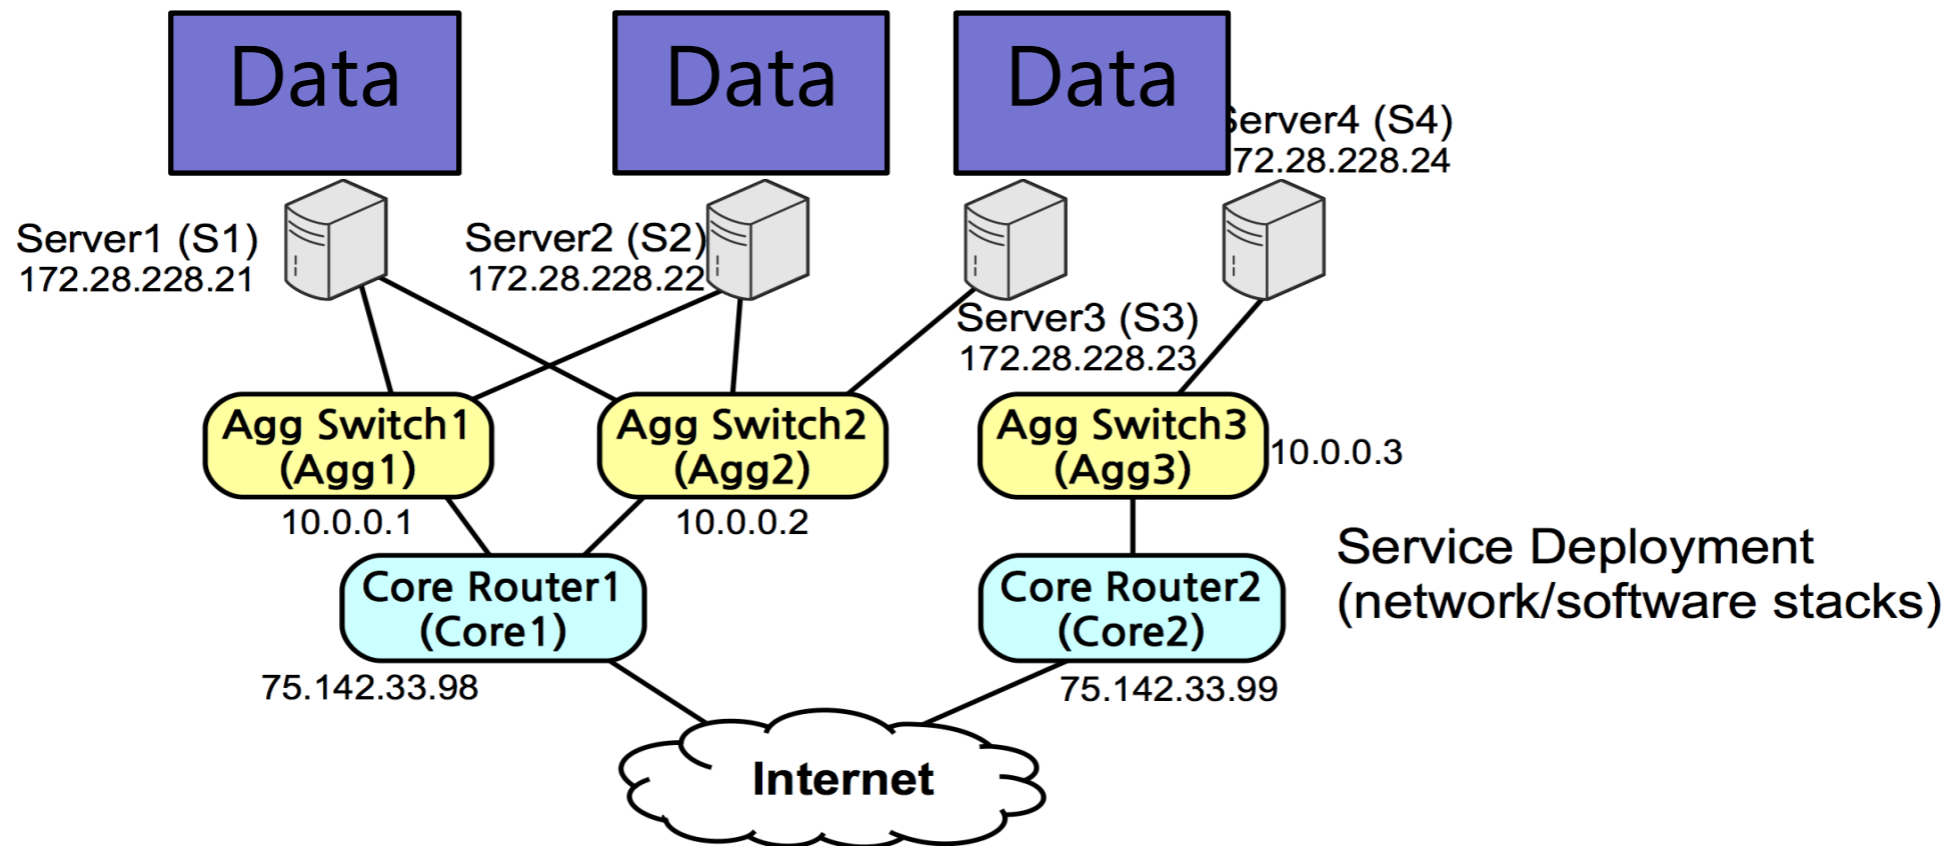 Data
Data
Data
erver4 (S4)
72.28.228.24
Server1 (S1)
172.28.228.21
Server2 (S2)
172.28.228.22
Server3 (S3)
172.28.228.23
Agg Switch1
(Agg1)
10.0.0.1
Agg Switch2
(Agg2)
10.0.0.2
Agg Switch3
(Agg3)
10.0.0.3
Core Router1
(Core1)
75.142.33.98
Core Router2
(Core2)
75.142.33.99
Service Deployment
(network/software stacks)
Internet